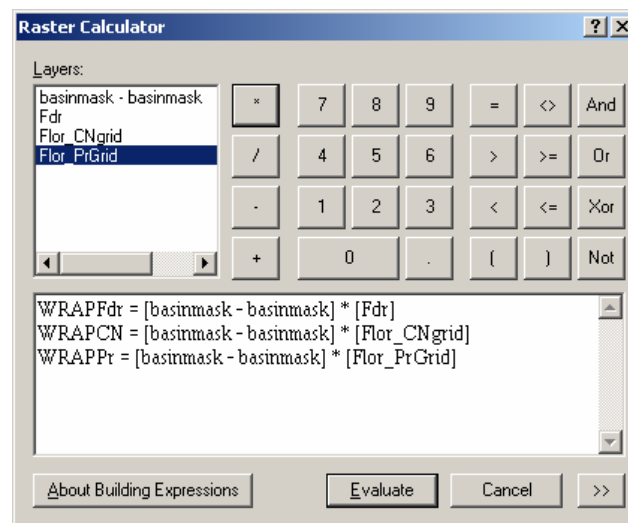 Raster Calculator
? X
Layers:
basinmask - basinmask
Fdr
Flor_CNgrid
Flor_PrGrid
* 7 8 9 = <> And
/ 4 5 6 > >= Or
- 1 2 3 < <= Xor
+ 0 . ( ) Not
WRAPFdr = [basinmask - basinmask] * [Fdr]
WRAPCN = [basinmask - basinmask] * [Flor_CNgrid]
WRAPPr = [basinmask - basinmask] * [Flor_PrGrid]
About Building Expressions Evaluate Cancel >>